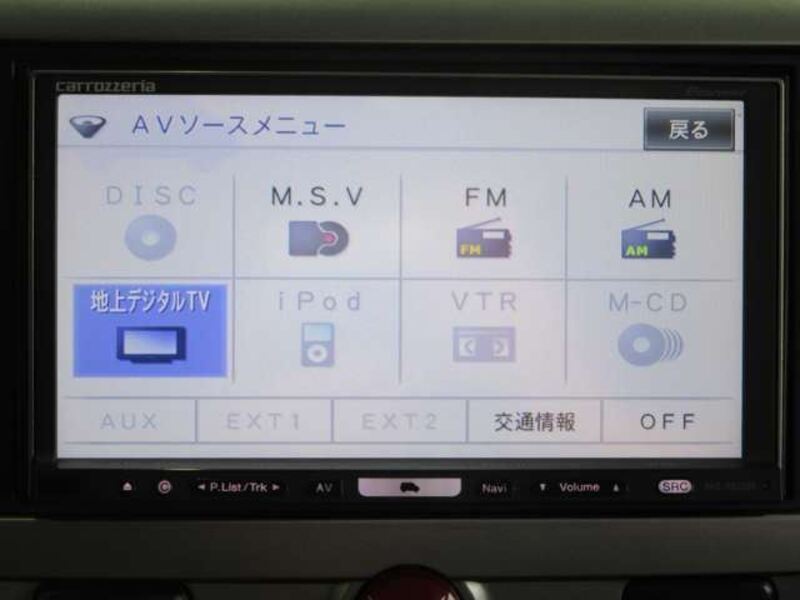 carrozzeria
Pioneer
AVソースメニュー
戻る
DISC M.S.V FM AM
FM AM
地上デジタルTV iPod VTR M-CD
AUX EXT1 EXT2 交通情報 OFF
P.List/Trk AV Navi Volume SRC